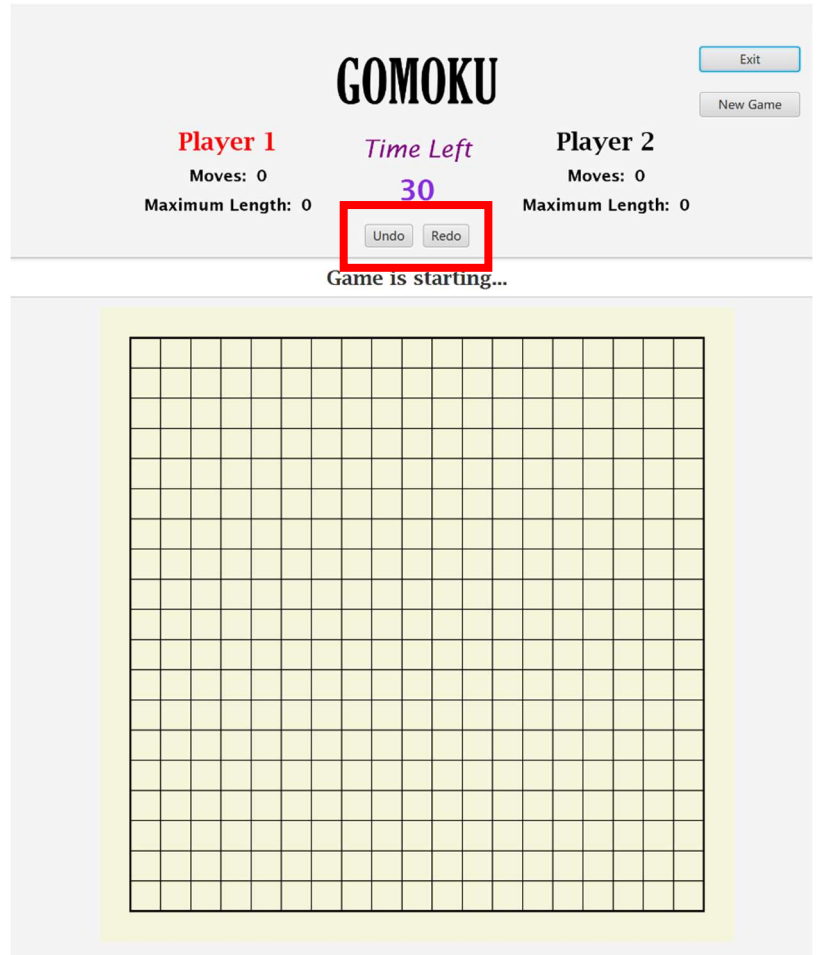 GOMOKU
Exit
New Game
Player 1
Moves: 0
Maximum Length: 0
Time Left
30
Player 2
Moves: 0
Maximum Length: 0
Undo Redo
Game is starting...